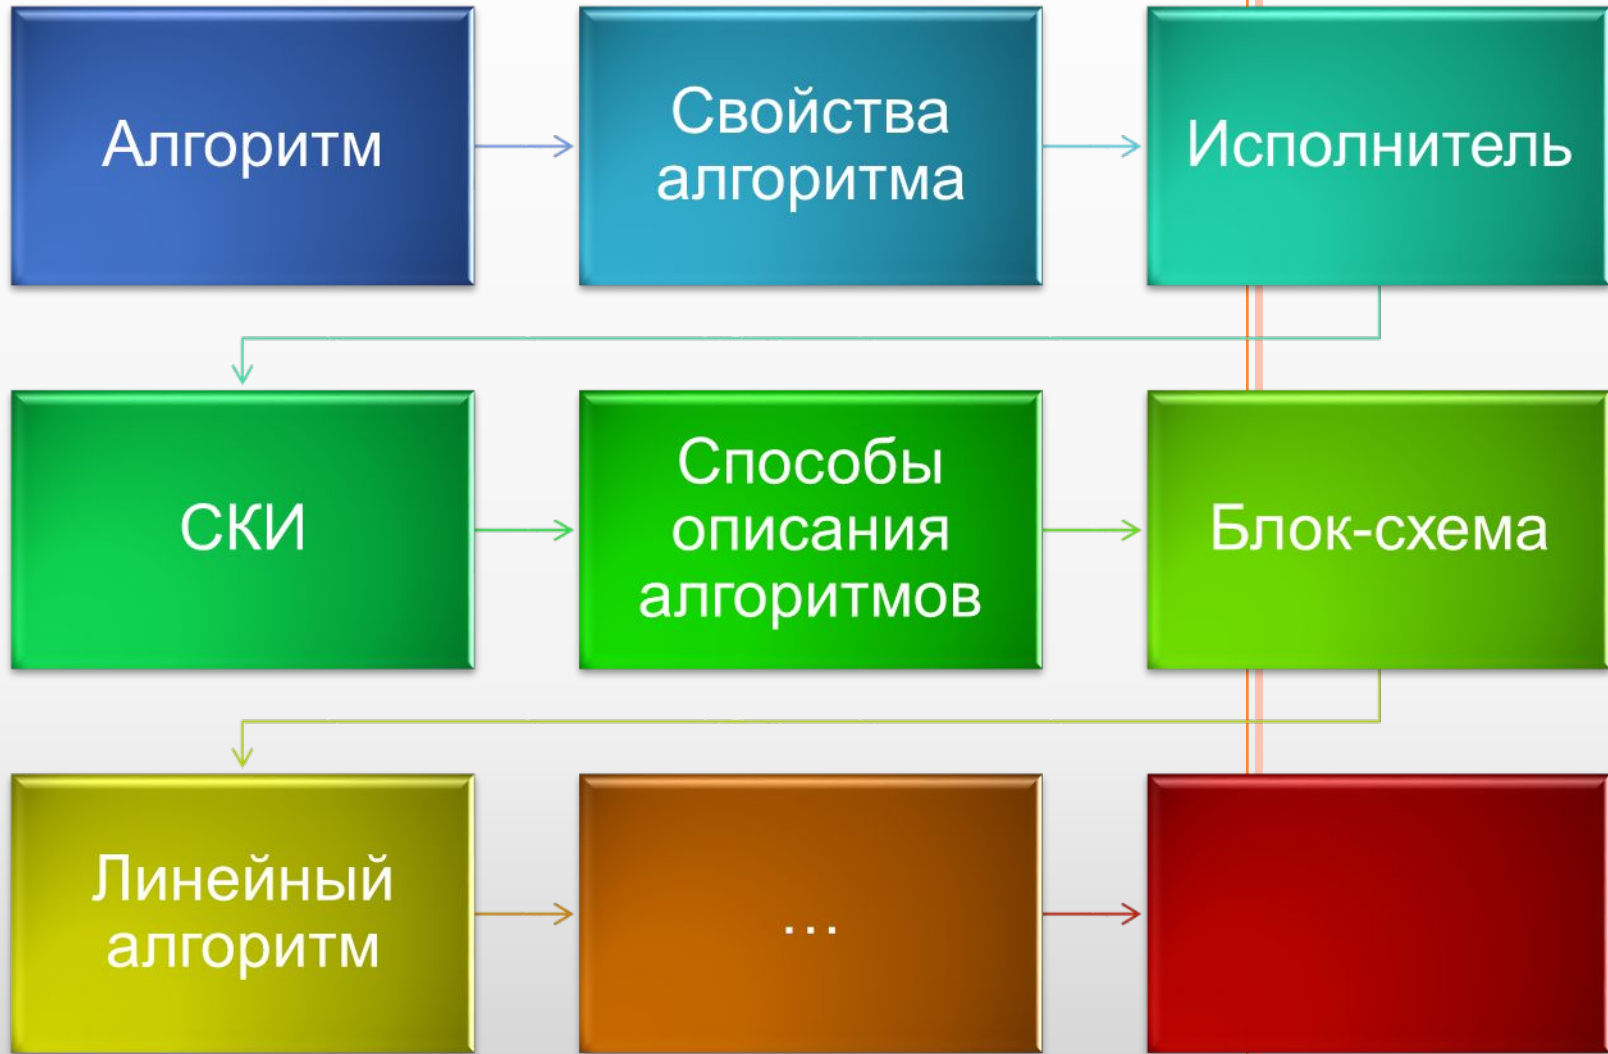 Алгоритм
Свойства
алгоритма
Исполнитель
СКИ
Способы
описания
алгоритмов
Блок-схема
Линейный
алгоритм
...